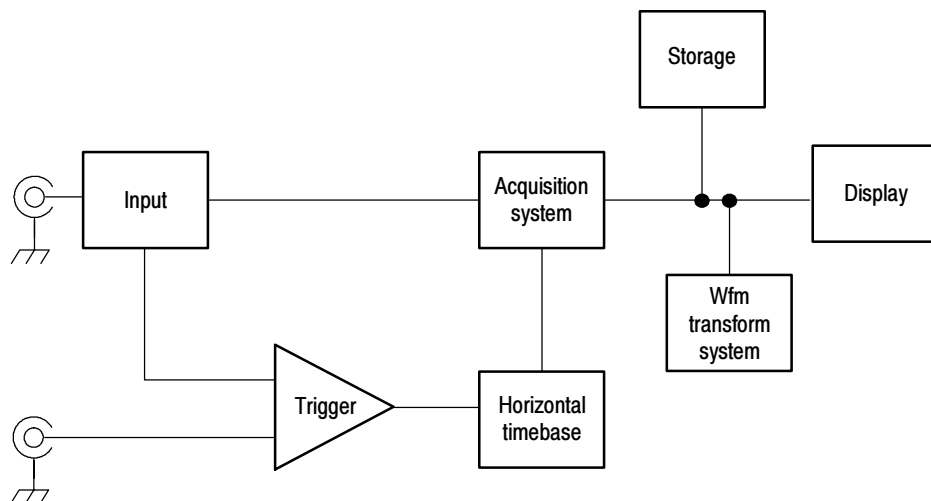 Storage
Input
Acquisition
system
Display
Wfm
transform
system
Trigger
Horizontal
timebase